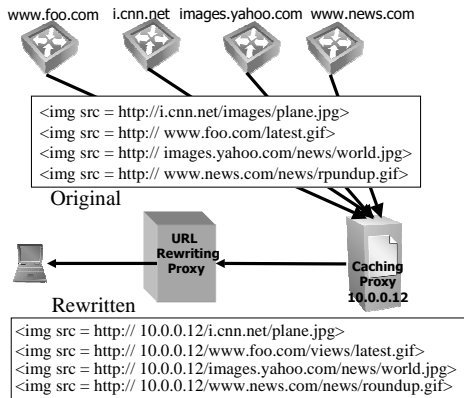 www.foo.com i.cnn.net images.yahoo.com www.news.com
<img src = http://i.cnn.net/images/plane.jpg>
<img src = http:// www.foo.com/latest.gif>
<img src = http:// images.yahoo.com/news/world.jpg>
<img src = http:// www.news.com/news/rpundup.gif>
Original
URL
Rewriting
Proxy
Caching
Proxy
10.0.0.12
Rewritten
<img src = http:// 10.0.0.12/i.cnn.net/plane.jpg>
<img src = http:// 10.0.0.12/www.foo.com/views/latest.gif>
<img src = http:// 10.0.0.12/images.yahoo.com/news/world.jpg>
<img src = http:// 10.0.0.12/www.news.com/news/roundup.gif>